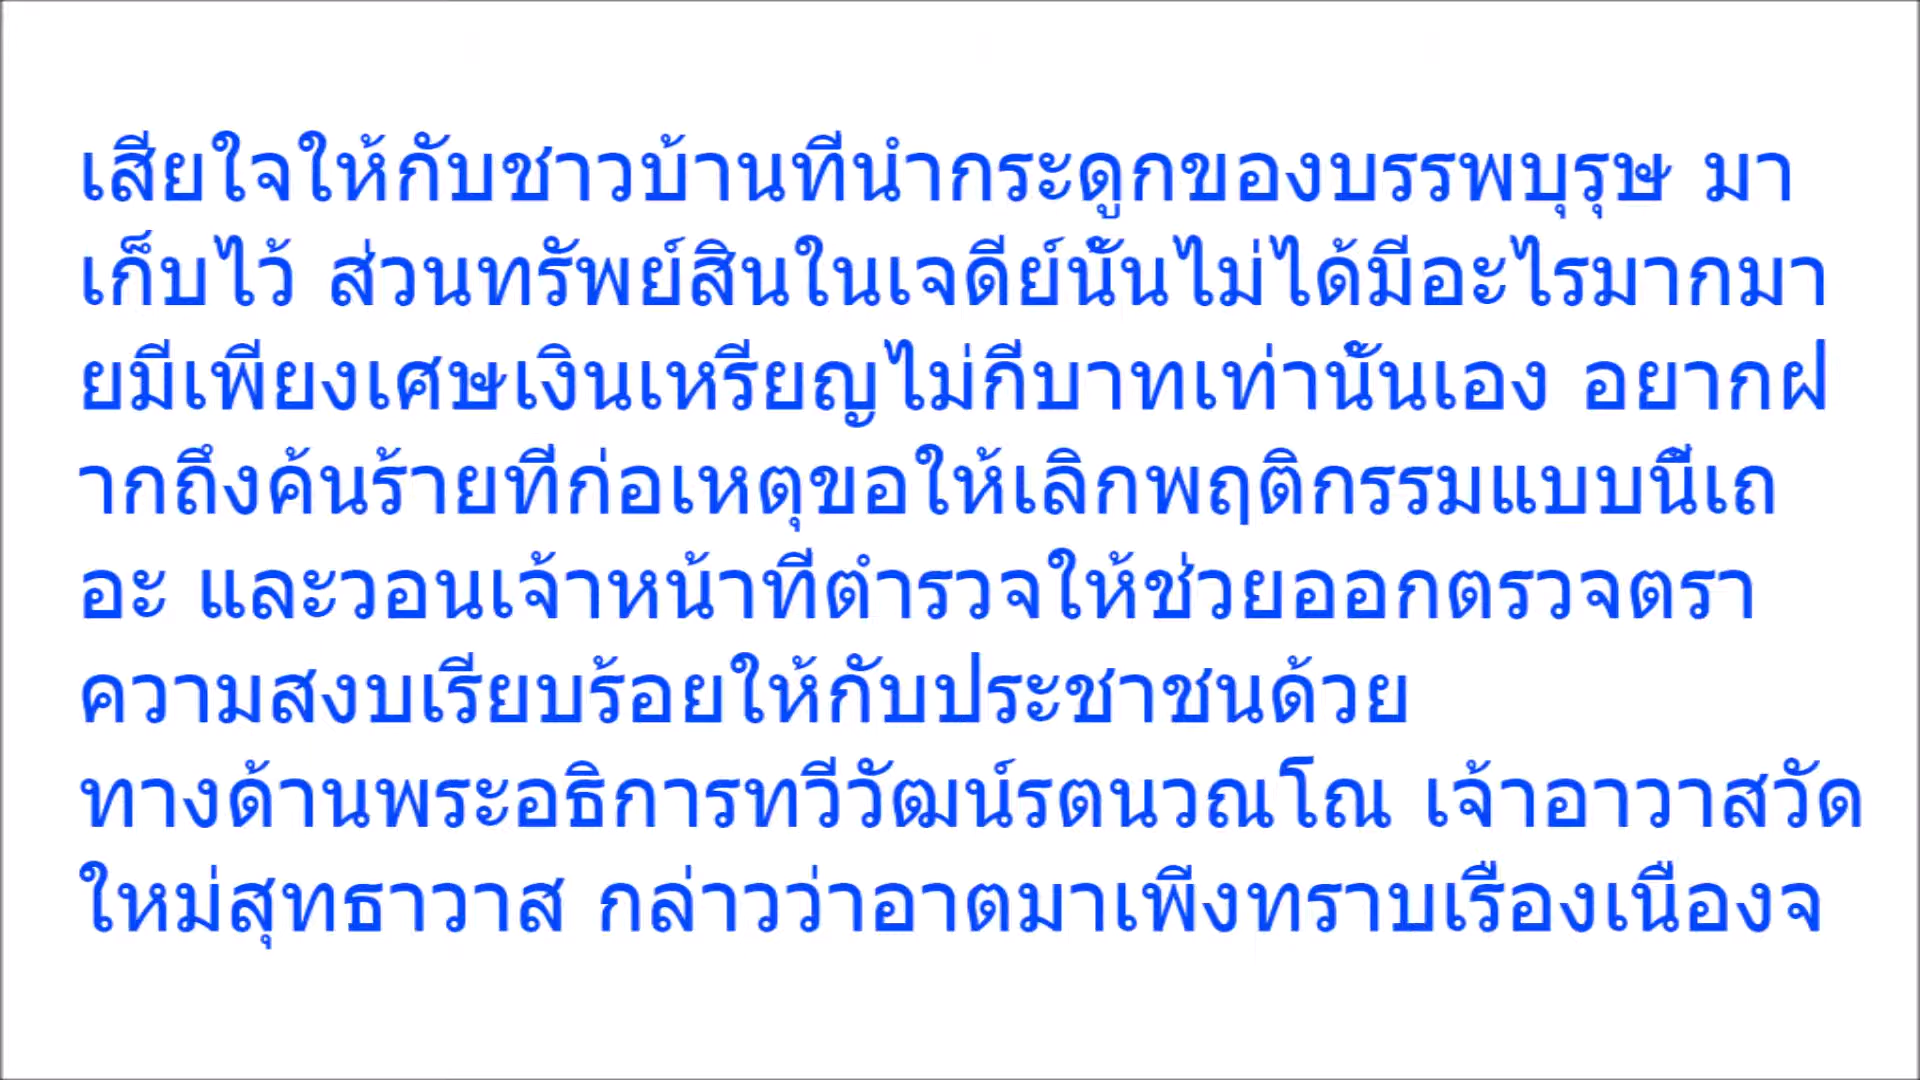 เสียใจให้กับชาวบ้านที่นำกระดูกของบรรพบุรุษ มา
เก็บไว้ ส่วนทรัพย์สินในเจดีย์นั้นไม่ได้มีอะไรมากมา
ยมีเพียงเศษเงินเหรียญไม่กี่บาทเท่านั้นเอง อยากฝ
ากถึงค้นร้ายที่ก่อเหตุขอให้เลิกพฤติกรรมแบบนี้เถ
อะ และวอนเจ้าหน้าที่ตำรวจให้ช่วยออกตรวจตรา
ความสงบเรียบร้อยให้กับประชาชนด้วย
ทางด้านพระอธิการทวีวัฒน์รตนวณโณ เจ้าอาวาสวัด
ใหม่สุทธาวาส กล่าวว่าอาตมาเพิ่งทราบเรื่องเนื่องจ